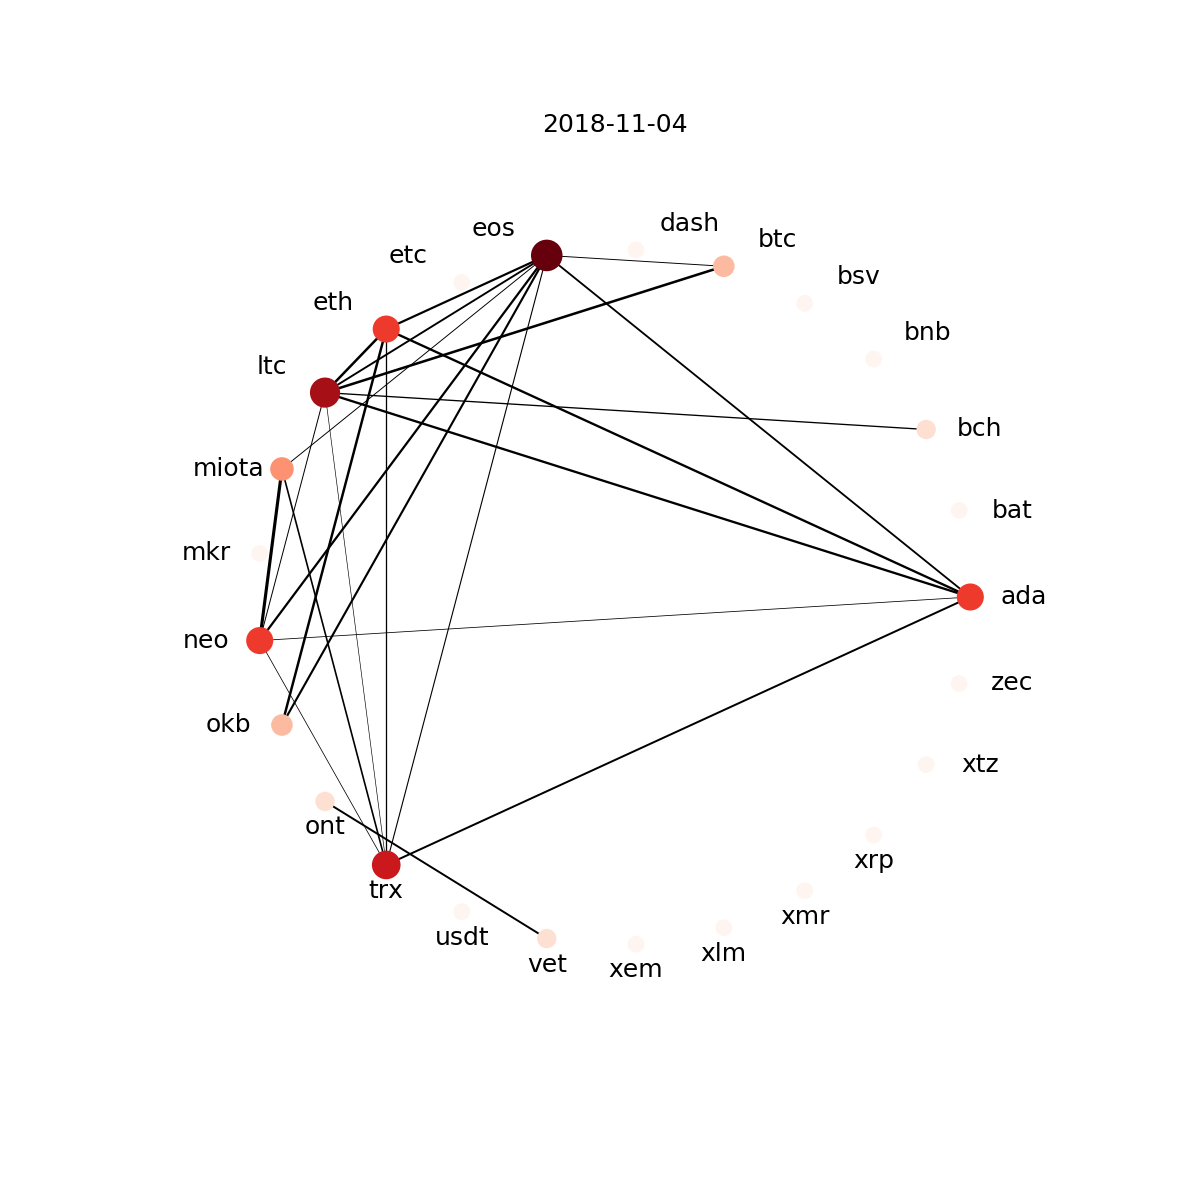 2018-11-04
dash
eos
btc
etc
bsv
eth
bnb
ltc
bch
miota
bat
mkr
ada
neo
zec
okb
xtz
ont
xrp
trx
xmr
usdt
xlm
vet
xem